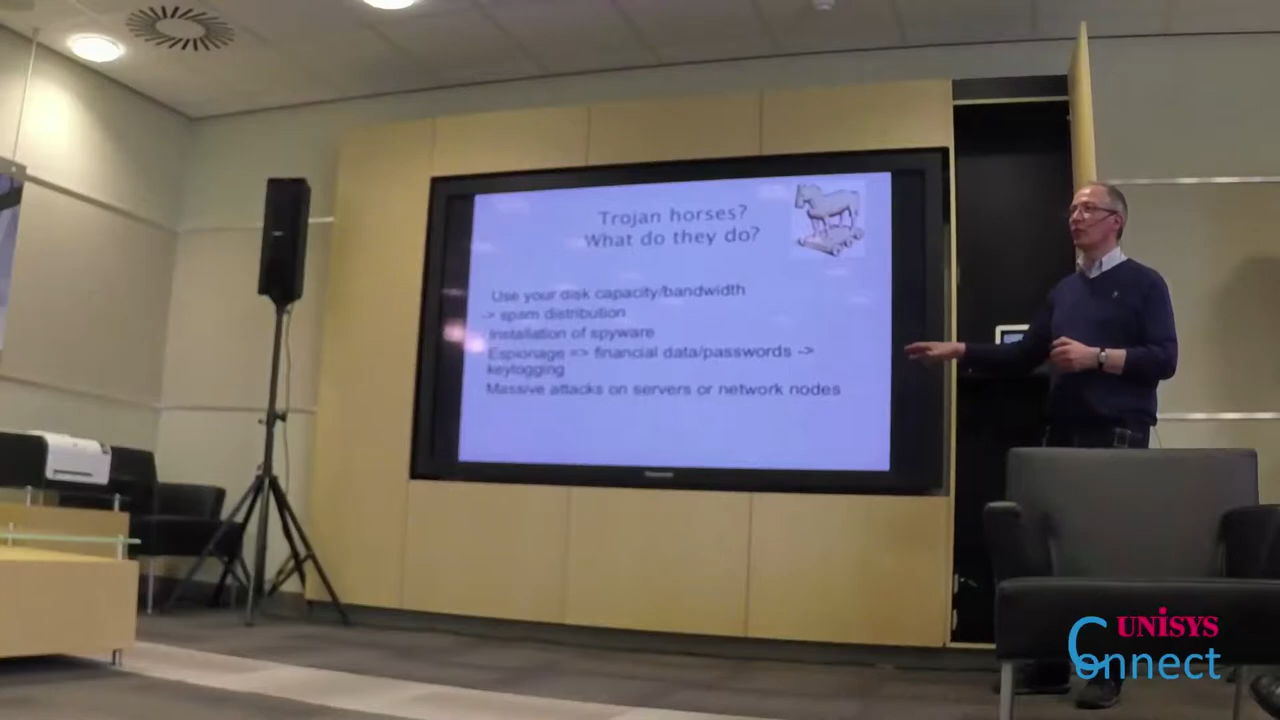 Trojan horses?
What do they do?
Use your disk capacity/bandwidth
-> spam distribution
Installation of spyware
Espionage => financial data/passwords ->
keylogging
Massive attacks on servers or network nodes
Panasonic
UNiSYS
Connect